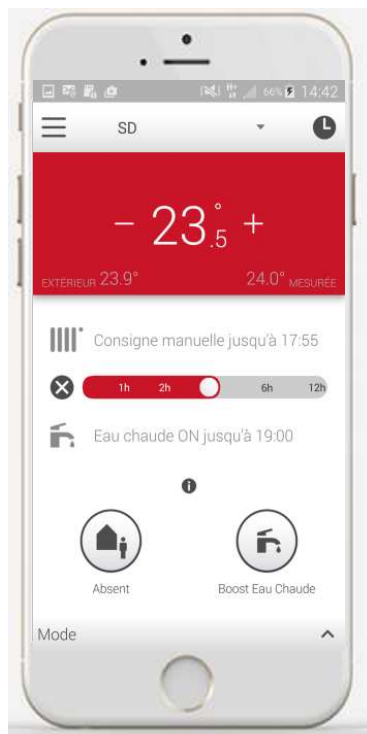 66% 14:42
SD
- 23°.5 +
EXTÉRIEUR 23.9° 24.0° MESURÉE
Consigne manuelle jusqu'à 17:55
1h 2h 6h 12h
Eau chaude ON jusqu'à 19:00
Absent Boost Eau Chaude
Mode